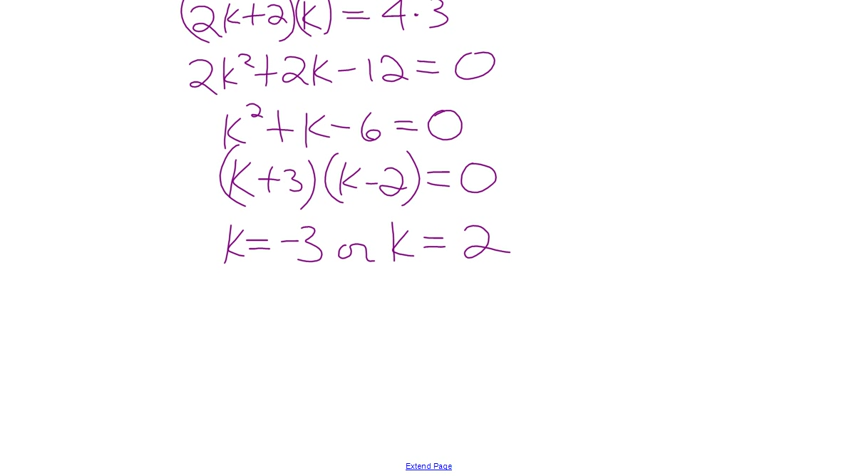 (2k+2)(k) = 4·3
2k²+2k-12=0
k²+k-6=0
(k+3)(k-2)=0
k=-3 or k=2
Extend Page